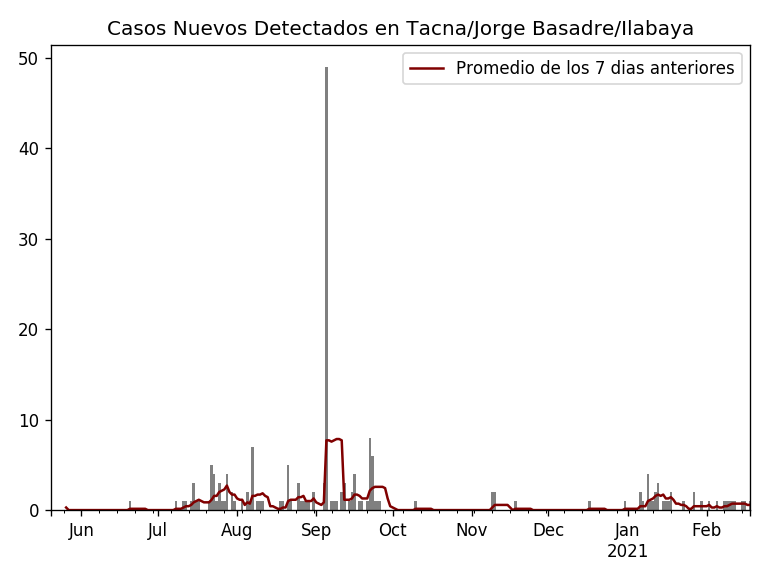 Casos Nuevos Detectados en Tacna/Jorge Basadre/Ilabaya
Promedio de los 7 dias anteriores
50
40
30
20
10
0
Jun Jul Aug Sep Oct Nov Dec Jan Feb
2021